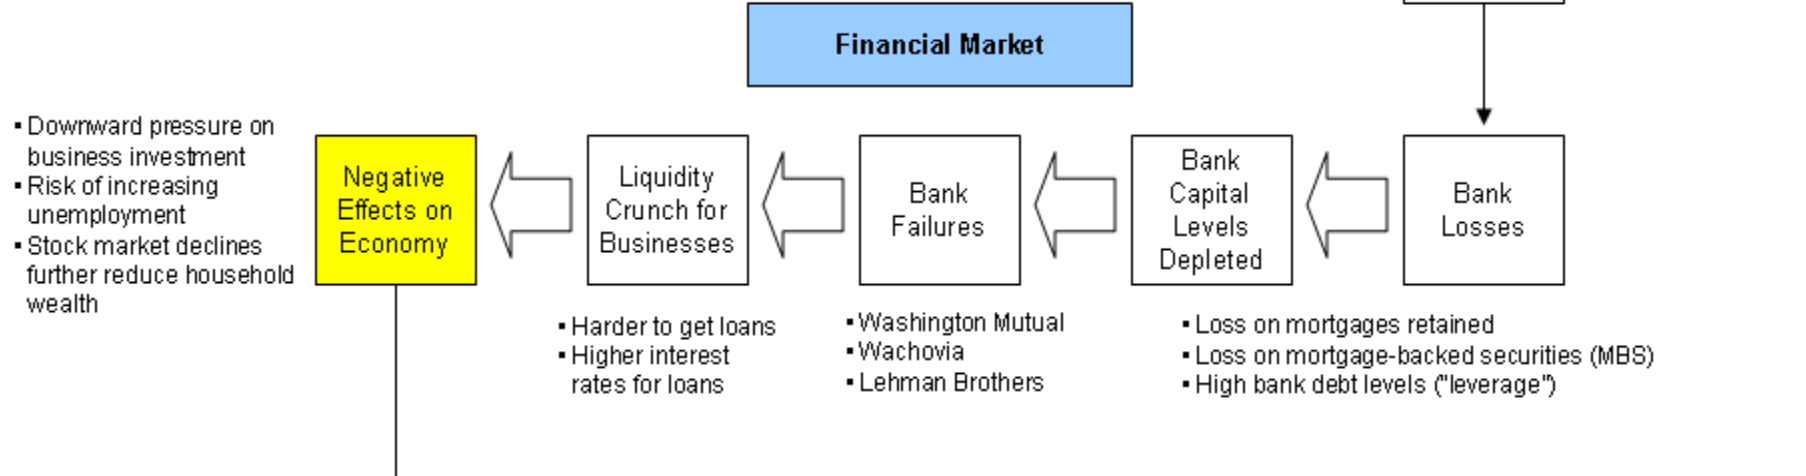 Financial Market
▪ Downward pressure on
business investment
▪ Risk of increasing
unemployment
▪ Stock market declines
further reduce household
wealth
Negative
Effects on
Economy
Liquidity
Crunch for
Businesses
Bank
Failures
Bank
Capital
Levels
Depleted
Bank
Losses
▪ Harder to get loans
▪ Higher interest
rates for loans
▪ Washington Mutual
▪ Wachovia
▪ Lehman Brothers
▪ Loss on mortgages retained
▪ Loss on mortgage-backed securities (MBS)
▪ High bank debt levels ("leverage")